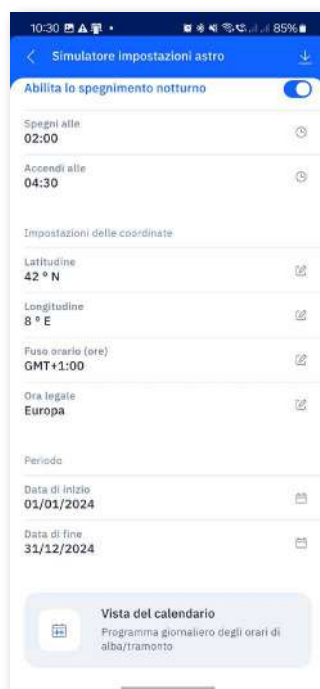 10:30
85%
Simulatore impostazioni astro
Abilita lo spegnimento notturno
Spegni alle
02:00
Accendi alle
04:30
Impostazioni delle coordinate
Latitudine
42 ° N
Longitudine
8 ° E
Fuso orario (ore)
GMT+1:00
Ora legale
Europa
Periodo
Data di inizio
01/01/2024
Data di fine
31/12/2024
Vista del calendario
Programma giornaliero degli orari di
alba/tramonto